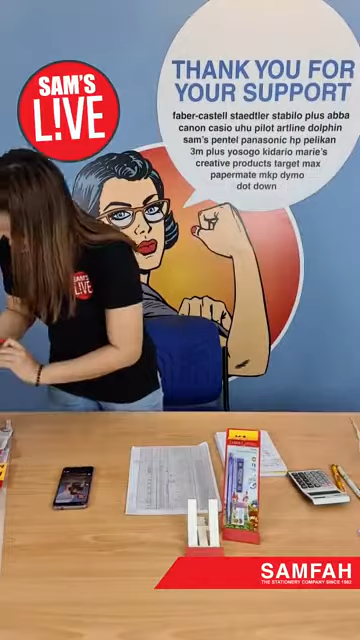 SAM'S
L!VE
THANK YOU FOR
YOUR SUPPORT
faber-castell staedtler stabilo plus abba
canon casio uhu pilot artline dolphin
sam's pentel panasonic hp pelikan
3m plus yosogo kidario marie's
creative products target max
papermate mkp dymo
dot down
SAM'S
L!VE
SAMFAH
THE STATIONERY COMPANY SINCE 1982